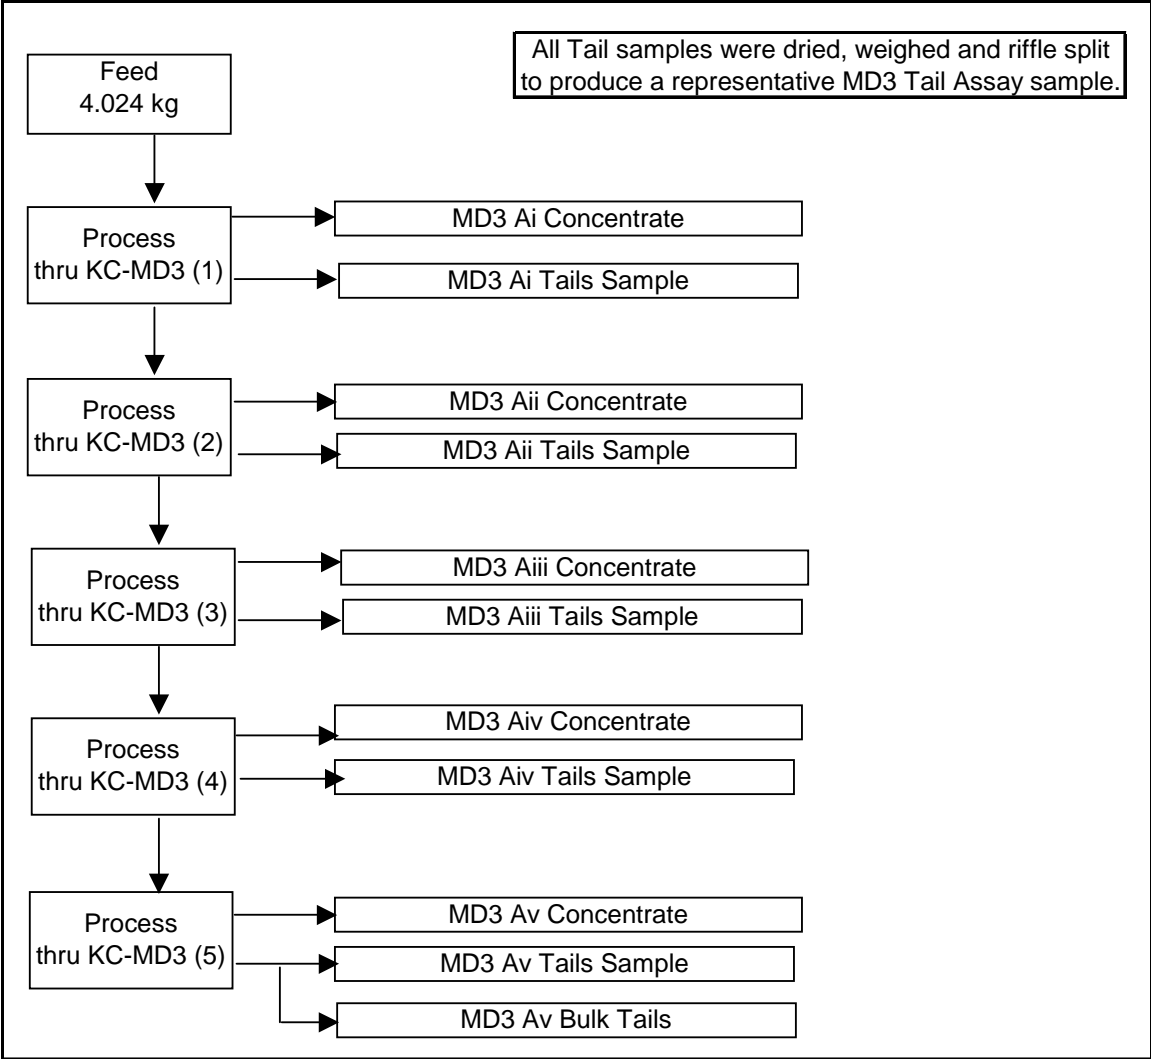 All Tail samples were dried, weighed and riffle split
to produce a representative MD3 Tail Assay sample.
Feed
4.024 kg
Process
thru KC-MD3 (1)
MD3 Ai Concentrate
MD3 Ai Tails Sample
Process
thru KC-MD3 (2)
MD3 Aii Concentrate
MD3 Aii Tails Sample
Process
thru KC-MD3 (3)
MD3 Aiii Concentrate
MD3 Aiii Tails Sample
Process
thru KC-MD3 (4)
MD3 Aiv Concentrate
MD3 Aiv Tails Sample
Process
thru KC-MD3 (5)
MD3 Av Concentrate
MD3 Av Tails Sample
MD3 Av Bulk Tails